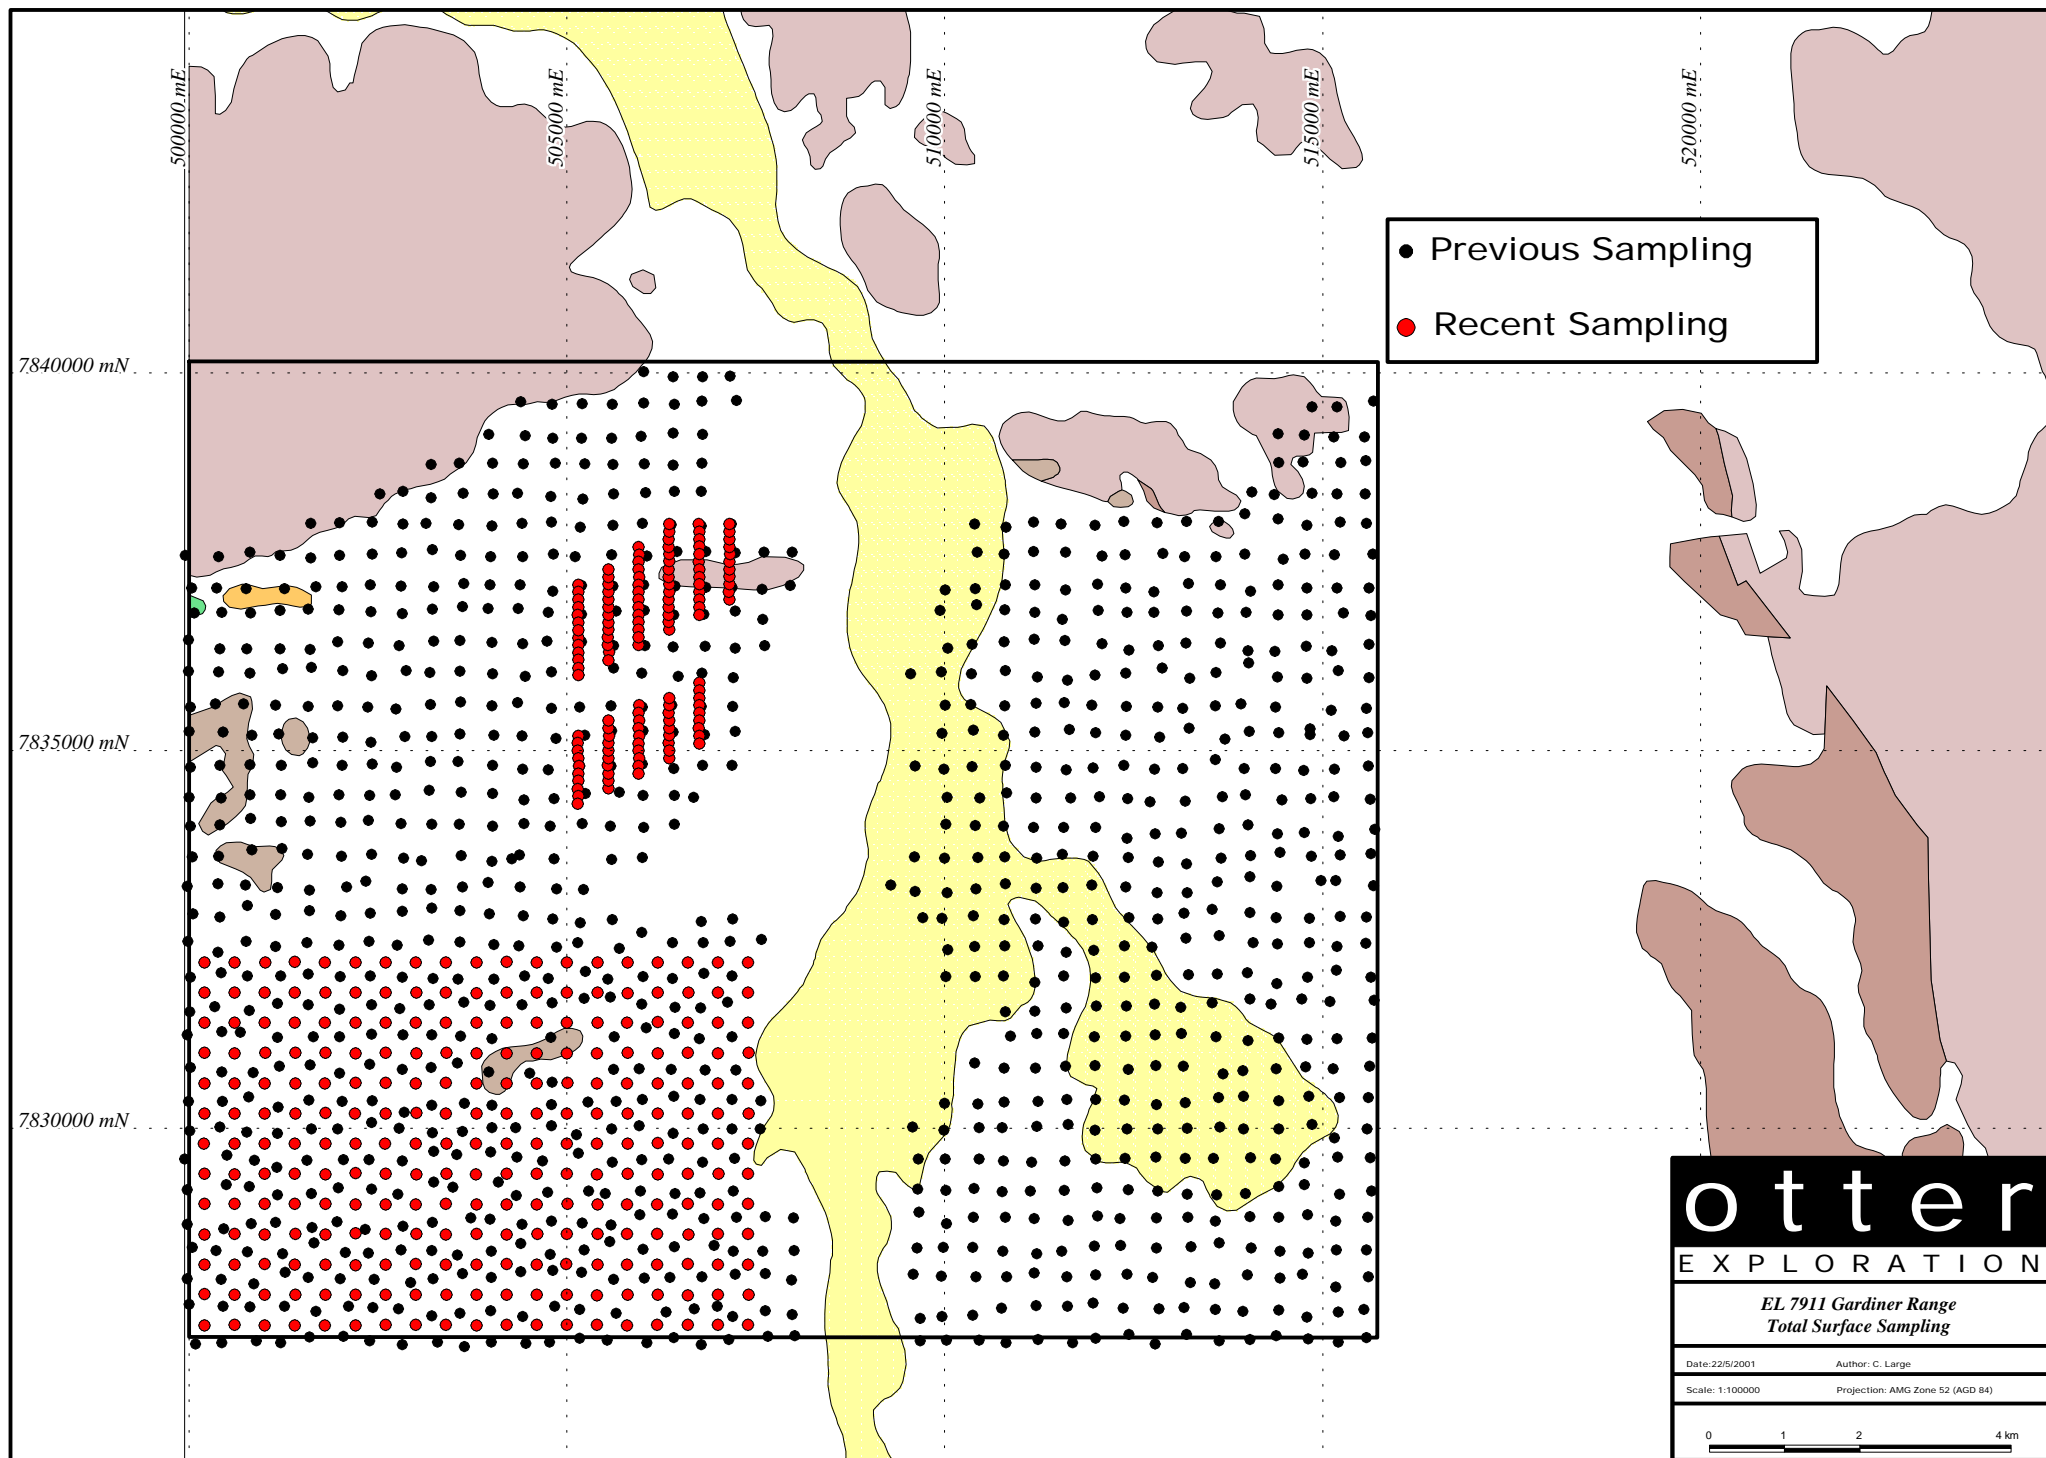 500000 mE
505000 mE
510000 mE
515000 mE
520000 mE
Previous Sampling
Recent Sampling
7840000 mN
7835000 mN
7830000 mN
otter
EXPLORATION
EL 7911 Gardiner Range
Total Surface Sampling
Date:22/5/2001 Author: C. Large
Scale: 1:100000 Projection: AMG Zone 52 (AGD 84)
0 1 2 4 km